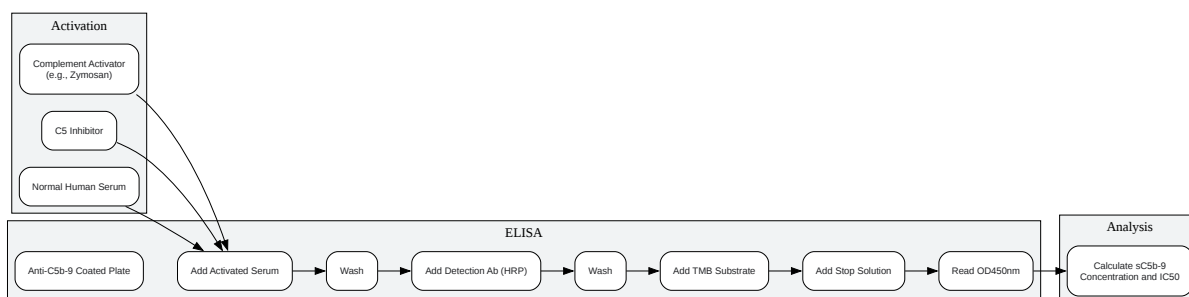 Activation
Complement Activator
(e.g., Zymosan)
C5 Inhibitor
Normal Human Serum
ELISA
Anti-C5b-9 Coated Plate
Add Activated Serum
Wash
Add Detection Ab (HRP)
Wash
Add TMB Substrate
Add Stop Solution
Read OD450nm
Analysis
Calculate sC5b-9
Concentration and IC50